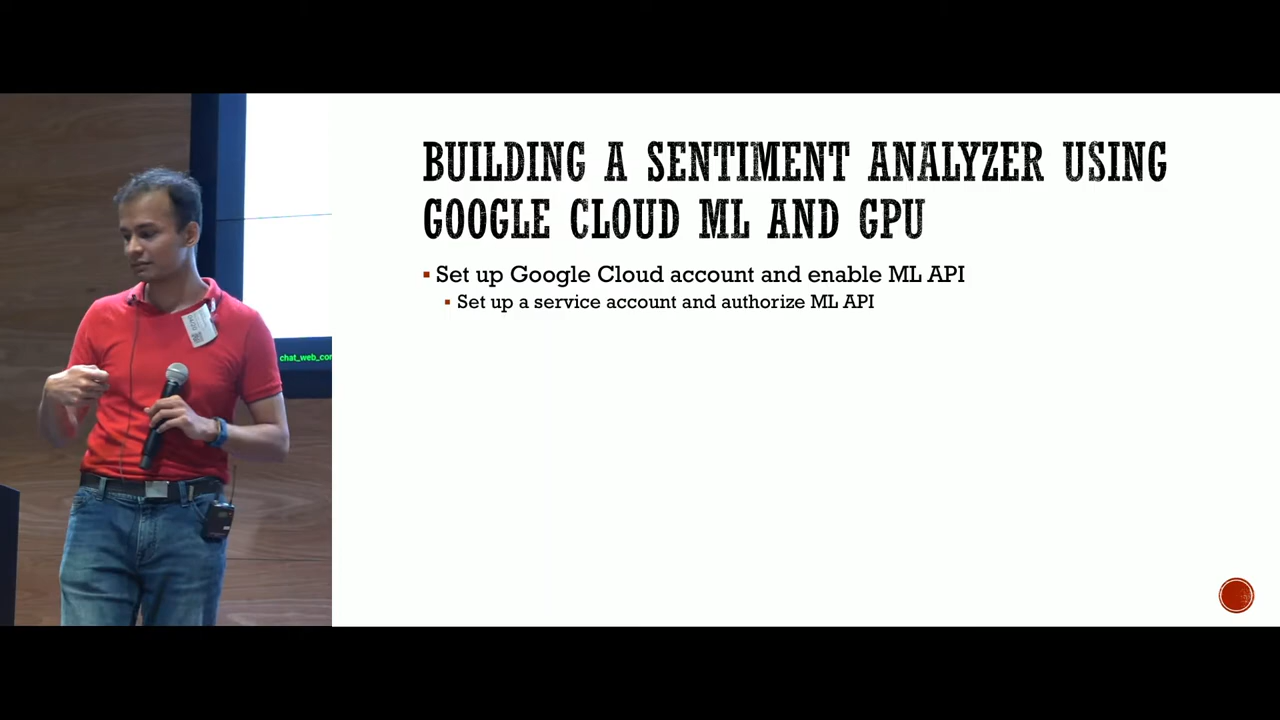 BUILDING A SENTIMENT ANALYZER USING
GOOGLE CLOUD ML AND GPU
Set up Google Cloud account and enable ML API
Set up a service account and authorize ML API
chat_web_con